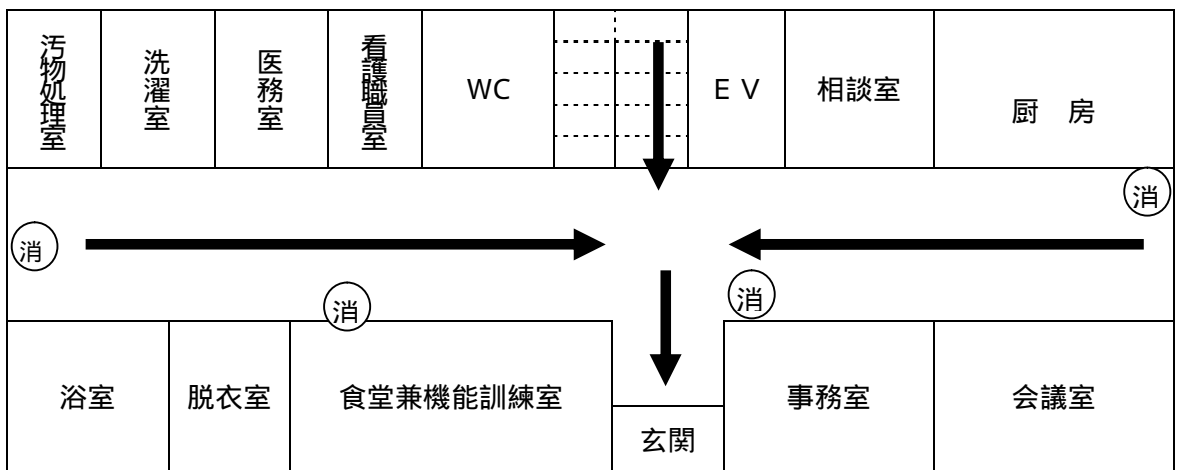 汚物処理室
洗濯室
医務室
看護職員室
WC
ＥＶ
相談室
厨　房
消
消
消
消
浴室
脱衣室
食堂兼機能訓練室
玄関
事務室
会議室